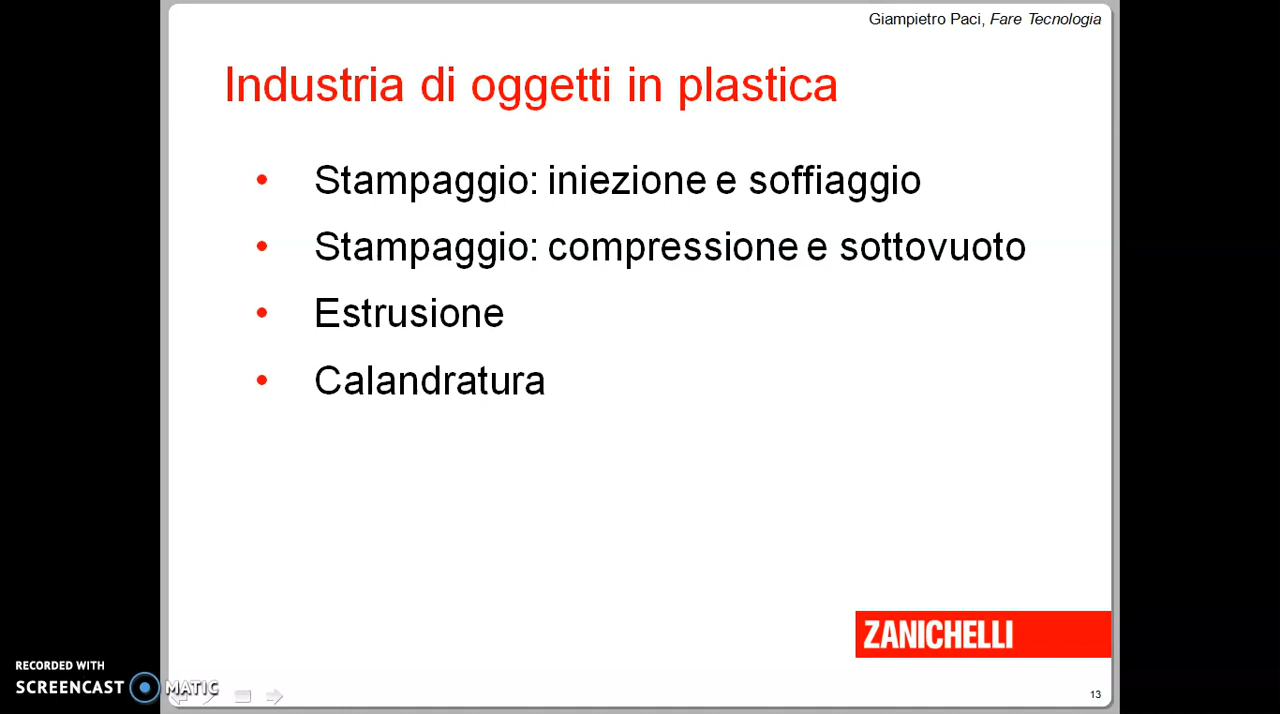 Giampietro Paci, Fare Tecnologia
Industria di oggetti in plastica
• Stampaggio: iniezione e soffiaggio
• Stampaggio: compressione e sottovuoto
• Estrusione
• Calandratura
ZANICHELLI
RECORDED WITH
SCREENCAST MATIC
13